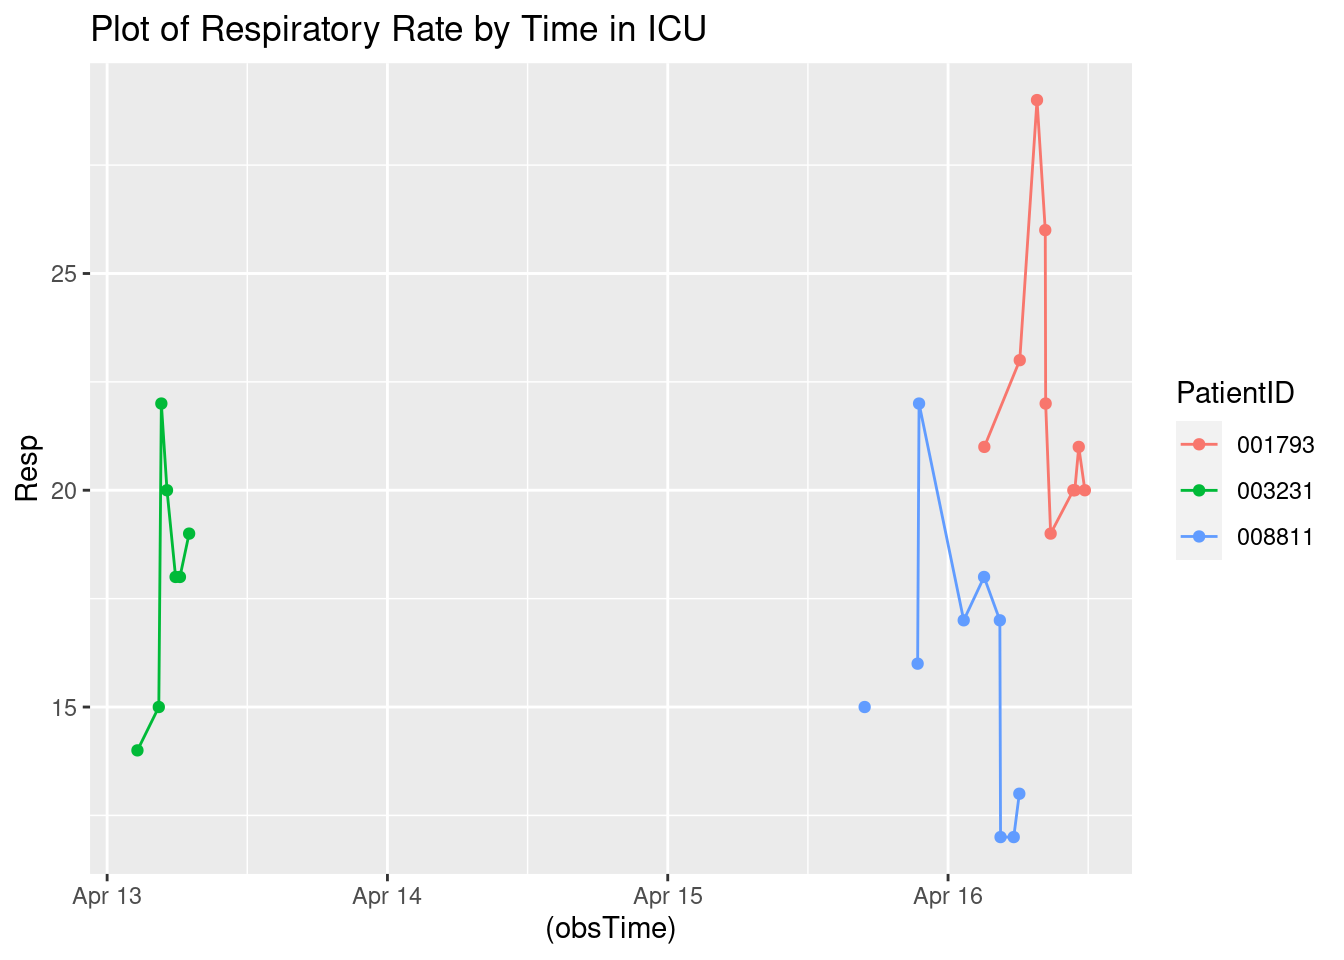 Plot of Respiratory Rate by Time in ICU
25
20
15
Resp
Apr 13 Apr 14 Apr 15 Apr 16
(obsTime)
PatientID
001793
003231
008811